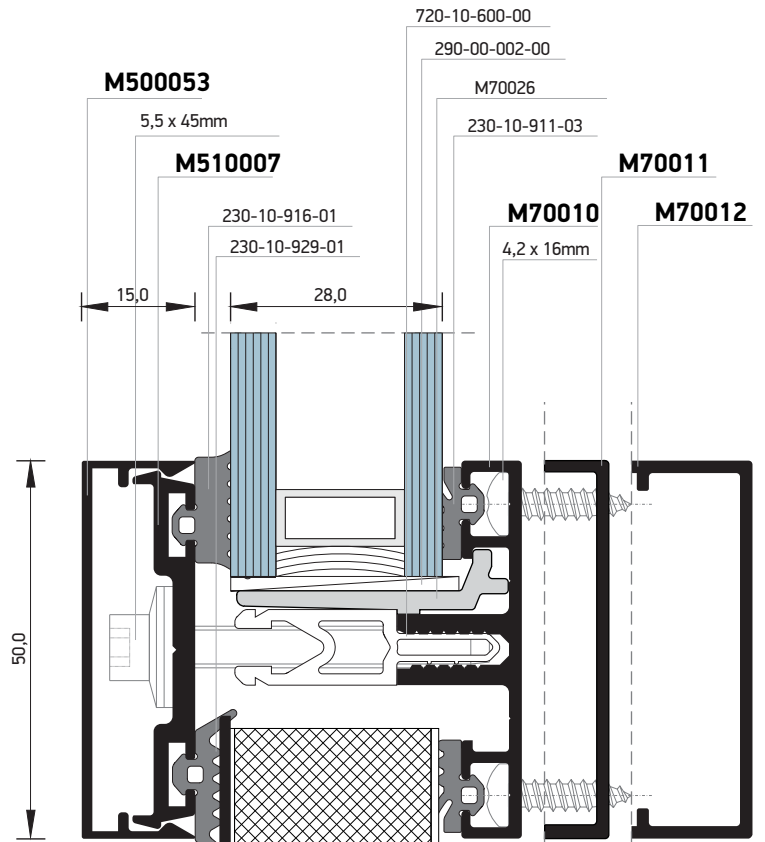 720-10-600-00
290-00-002-00
M500053
M70026
5,5 x 45mm
230-10-911-03
M510007
M70011
230-10-916-01
M70010
M70012
230-10-929-01
4,2 x 16mm
15,0
28,0
50,0